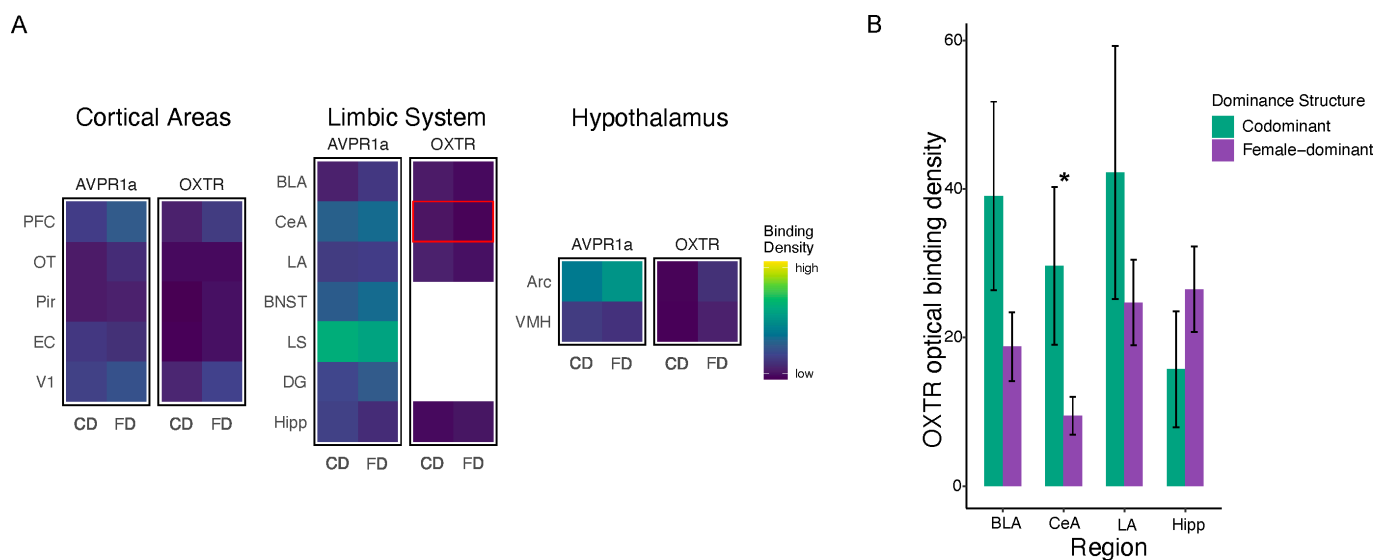 A
Cortical Areas
AVPR1a OXTR
PFC
OT
Pir
EC
V1
CD FD CD FD
Limbic System
AVPR1a OXTR
BLA
CeA
LA
BNST
LS
DG
Hipp
CD FD CD FD
Hypothalamus
AVPR1a OXTR
Arc
VMH
CD FD CD FD
Binding
Density
high
low
B
OXTR optical binding density
60
40
20
0
*
BLA CeA LA Hipp
Region
Dominance Structure
Codominant
Female−dominant